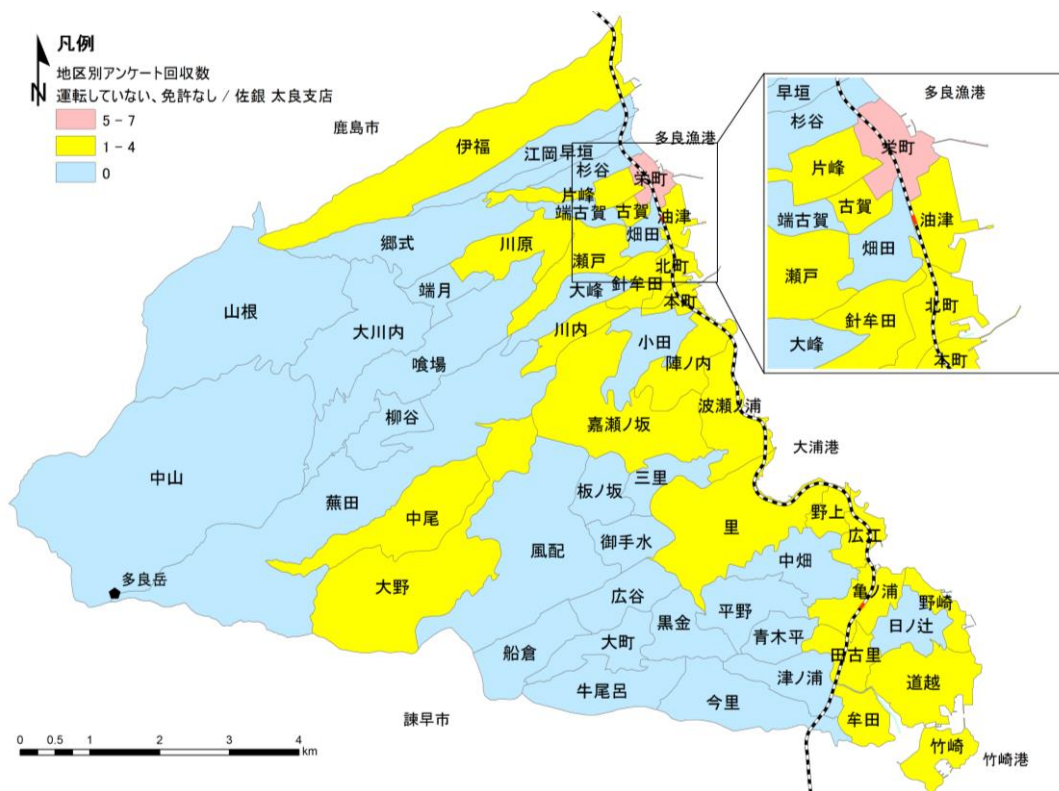 凡例
地区別アンケート回収数
運転していない、免許なし / 佐銀 太良支店
5 - 7
1 - 4
0
N
鹿島市
多良漁港
伊福
江岡
早垣
杉谷
栄町
片峰
端古賀
古賀
油津
畑田
郷式
川原
瀬戸
北町
端月
大峰
針牟田
本町
山根
大川内
川内
小田
喰場
陣ノ内
柳谷
波瀬ノ浦
嘉瀬ノ坂
大浦港
中山
三里
板ノ坂
蕪田
中尾
里
野上
風配
御手水
広江
中畑
多良岳
大野
亀ノ浦
野崎
広谷
平野
日ノ辻
黒金
青木平
大町
船倉
田古里
津ノ浦
道越
牛尾呂
今里
牟田
諫早市
竹崎
竹崎港
0 0.5 1 2 3 4
km
早垣
多良漁港
杉谷
栄町
片峰
古賀
端古賀
油津
畑田
瀬戸
北町
針牟田
大峰
本町